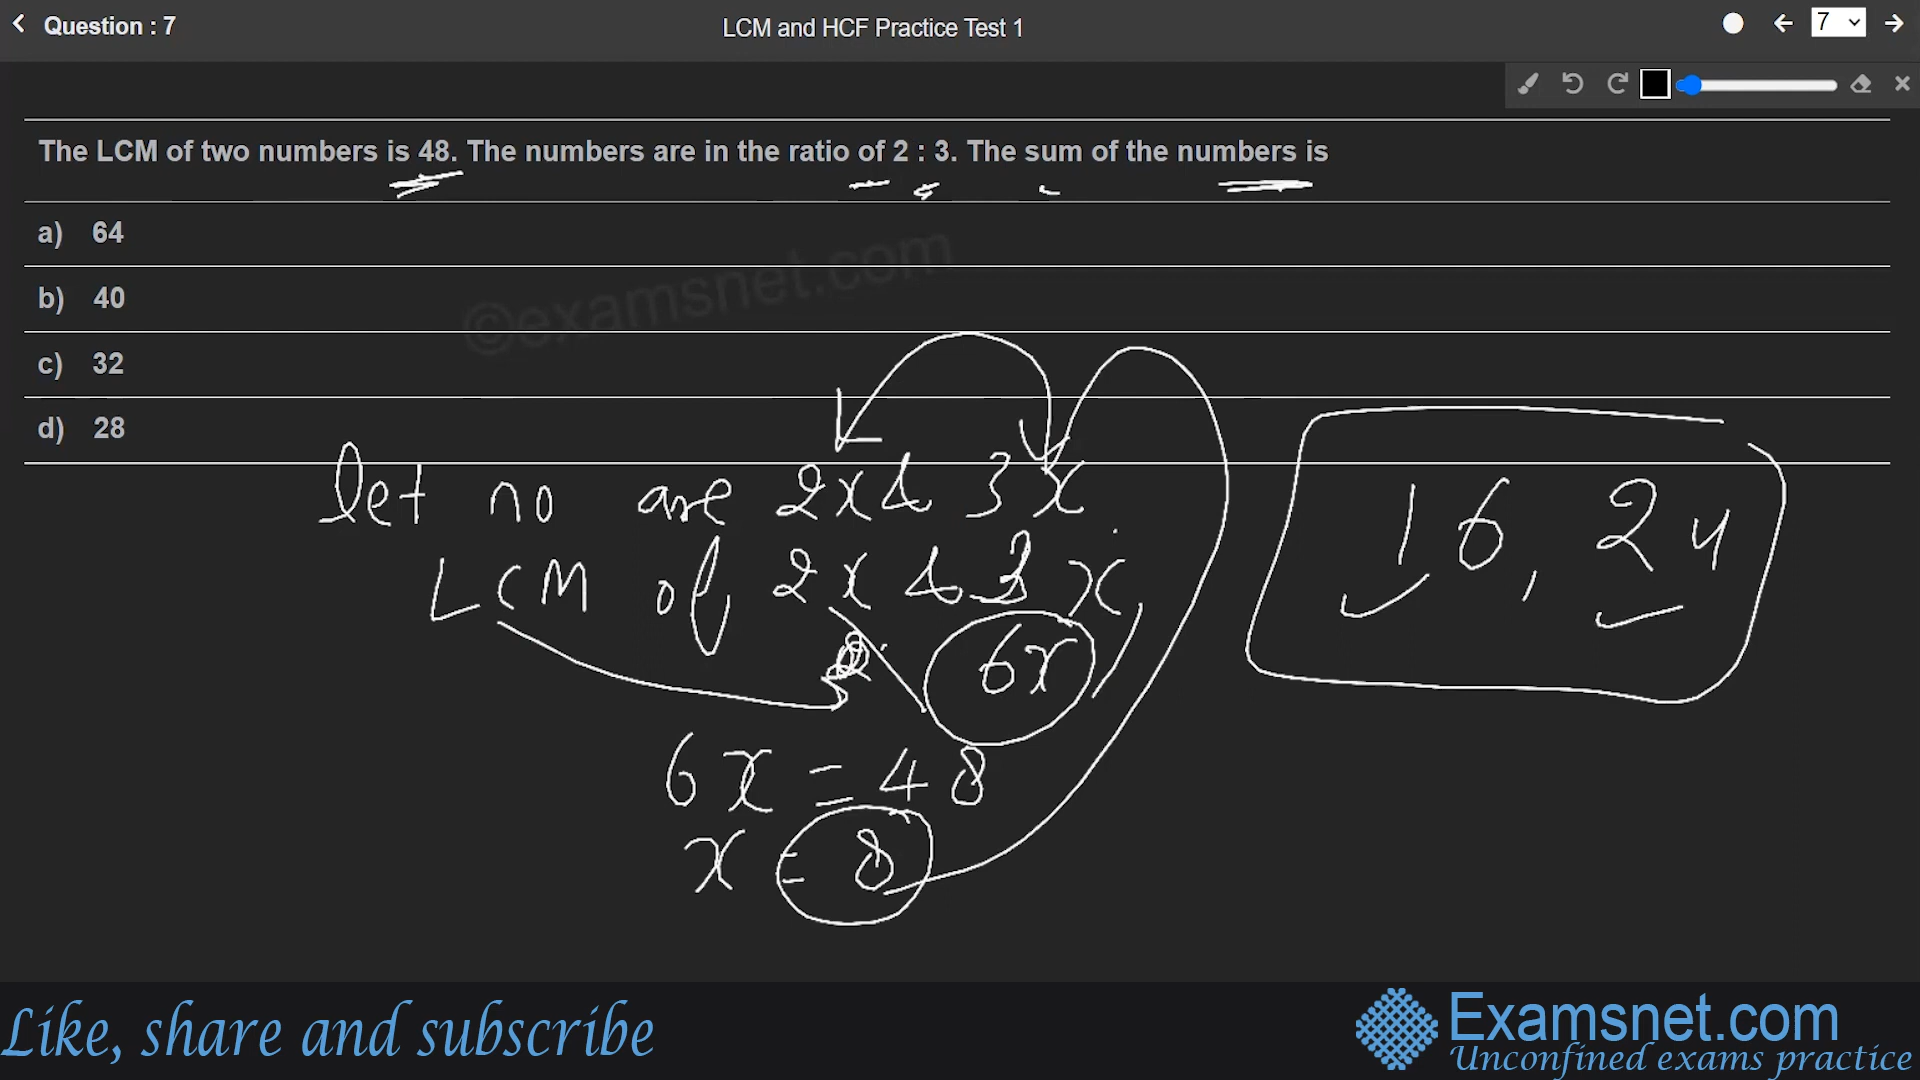 Question : 7
LCM and HCF Practice Test 1
7
The LCM of two numbers is 48. The numbers are in the ratio of 2 : 3. The sum of the numbers is
a) 64
b) 40
c) 32
d) 28
©examsnet.com
let no are 2x & 3x
LCM of 2x & 3x
6x
6x = 48
x = 8
16, 24
Like, share and subscribe
Examsnet.com
Unconfined exams practice